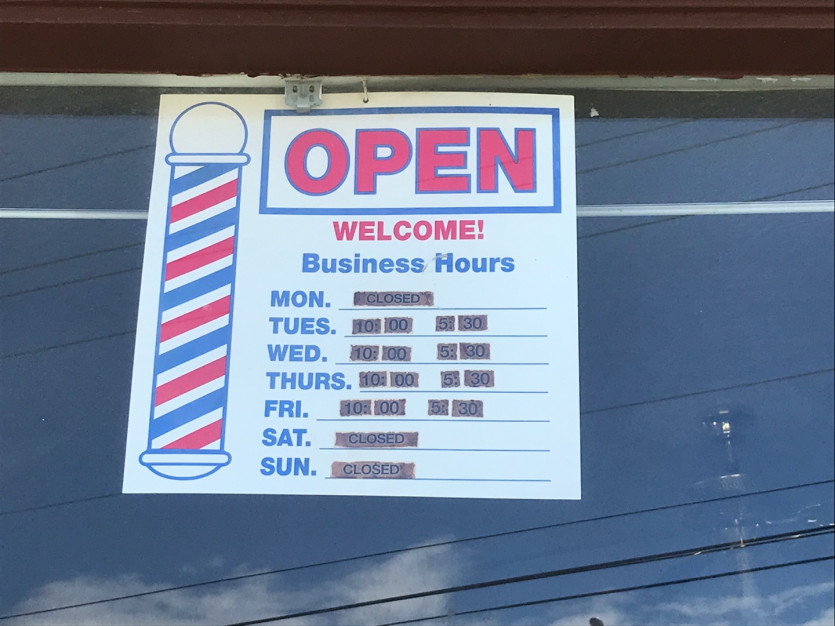 OPEN
WELCOME!
Business Hours
MON. CLOSED
TUES. 10: 00 5: 30
WED. 10: 00 5: 30
THURS. 10: 00 5: 30
FRI. 10: 00 5: 30
SAT. CLOSED
SUN. CLOSED